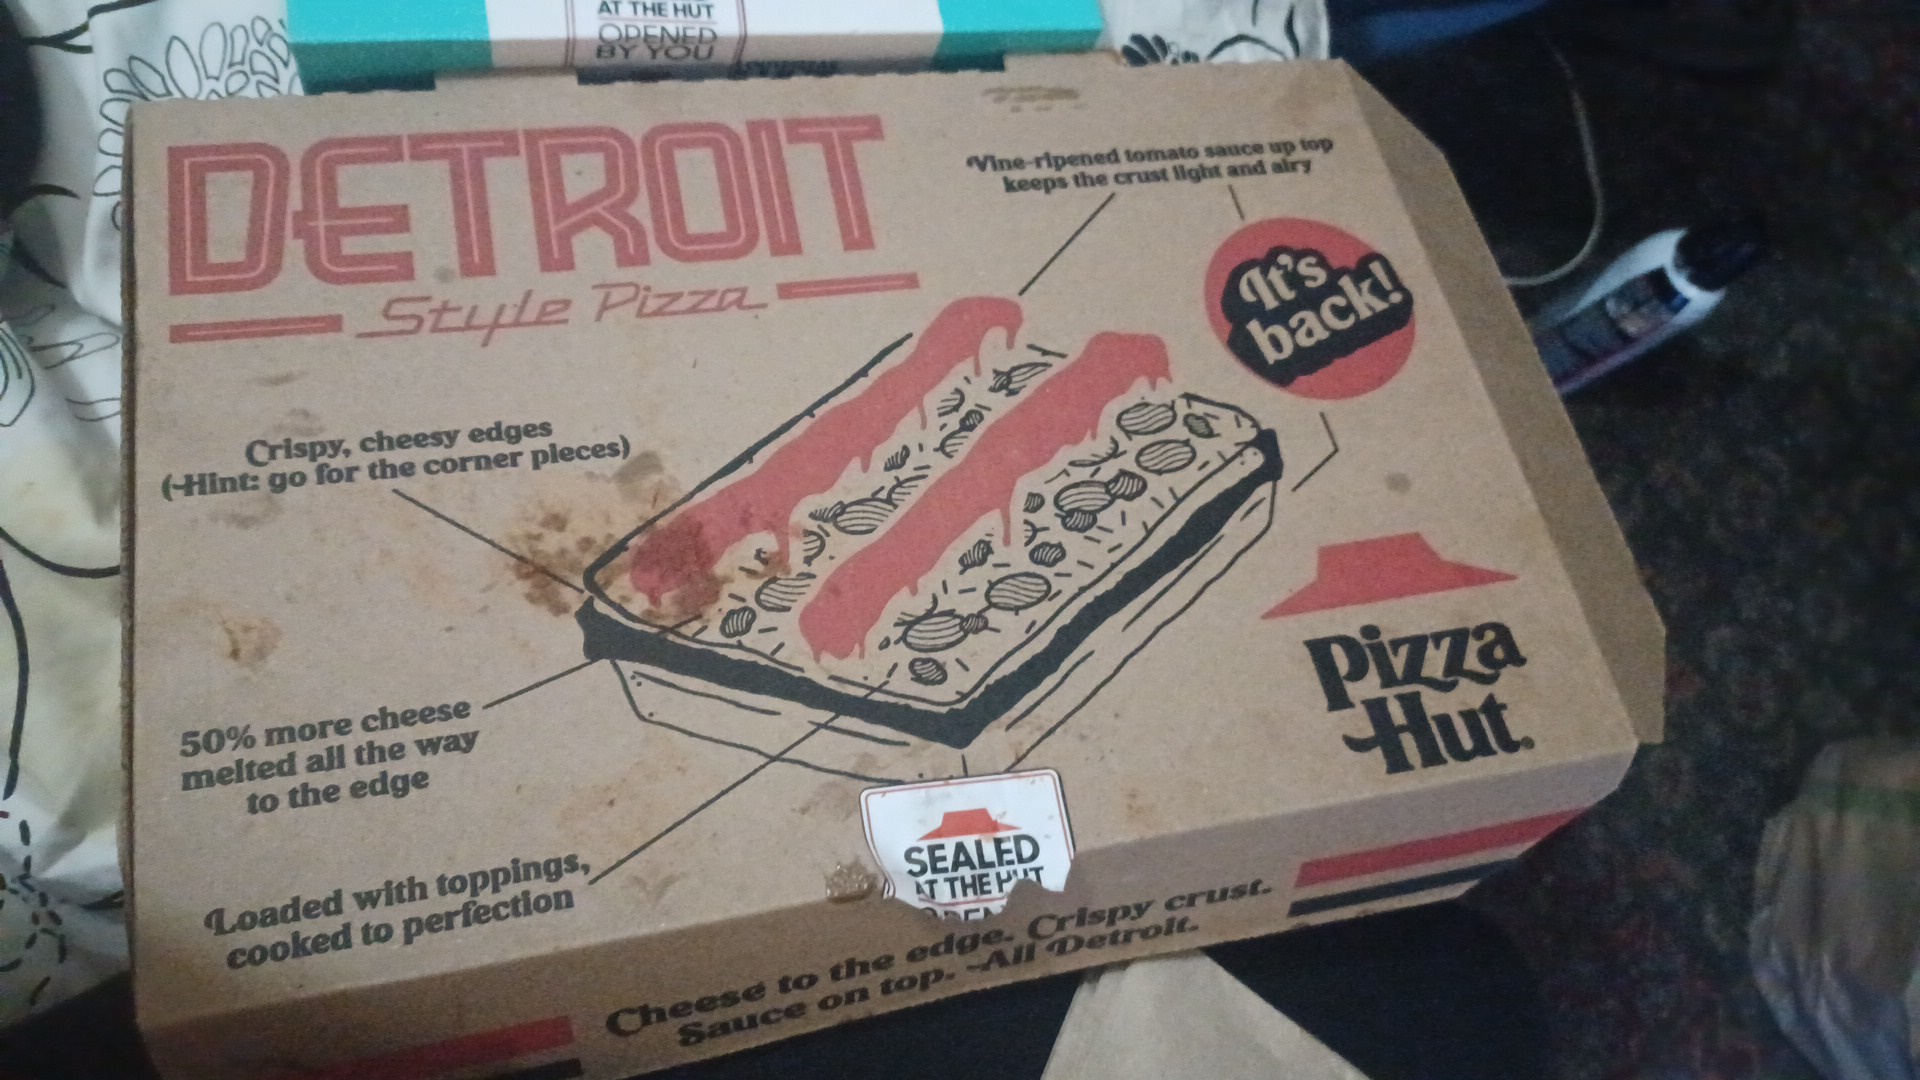 AT THE HUT
OPENED
BY YOU
DETROIT
Style Pizza
Vine-ripened tomato sauce up top
keeps the crust light and airy
It's
back!
Crispy, cheesy edges
(Hint: go for the corner pieces)
50% more cheese
melted all the way
to the edge
Pizza
Hut
Loaded with toppings,
cooked to perfection
SEALED
AT THE HUT
Cheese to the edge. Crispy crust.
Sauce on top. All Detroit.